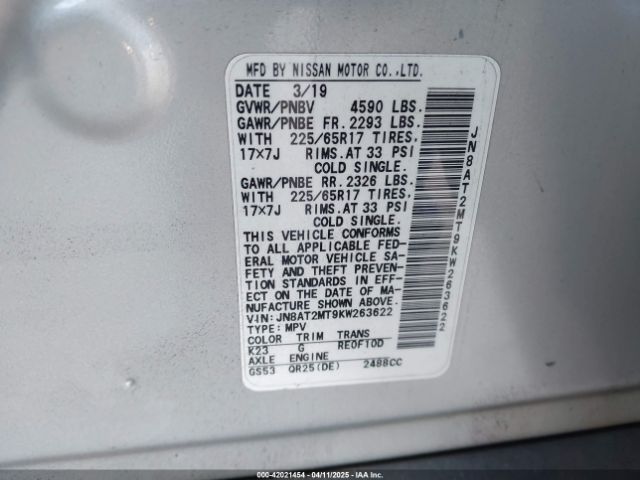 MFD BY NISSAN MOTOR CO.,LTD.
DATE 3/19
GVWR/PNBV 4590 LBS.
GAWR/PNBE FR. 2293 LBS.
WITH 225/65R17 TIRES,
17×7J RIMS. AT 33 PSI
COLD SINGLE.
GAWR/PNBE RR. 2326 LBS.
WITH 225/65R17 TIRES,
17×7J RIMS. AT 33 PSI
COLD SINGLE.
THIS VEHICLE CONFORMS
TO ALL APPLICABLE FED-
ERAL MOTOR VEHICLE SA-
FETY AND THEFT PREVEN-
TION STANDARDS IN EFF-
ECT ON THE DATE OF MA-
NUFACTURE SHOWN ABOVE.
VIN: JN8AT2MT9KW263622
TYPE: MPV
COLOR TRIM TRANS
K23 G RE0F10D
AXLE ENGINE
GS53 QR25(DE) 2488CC
JN8AT2MT9KW263622
000-42021454 - 04/11/2025 - IAAI.COM